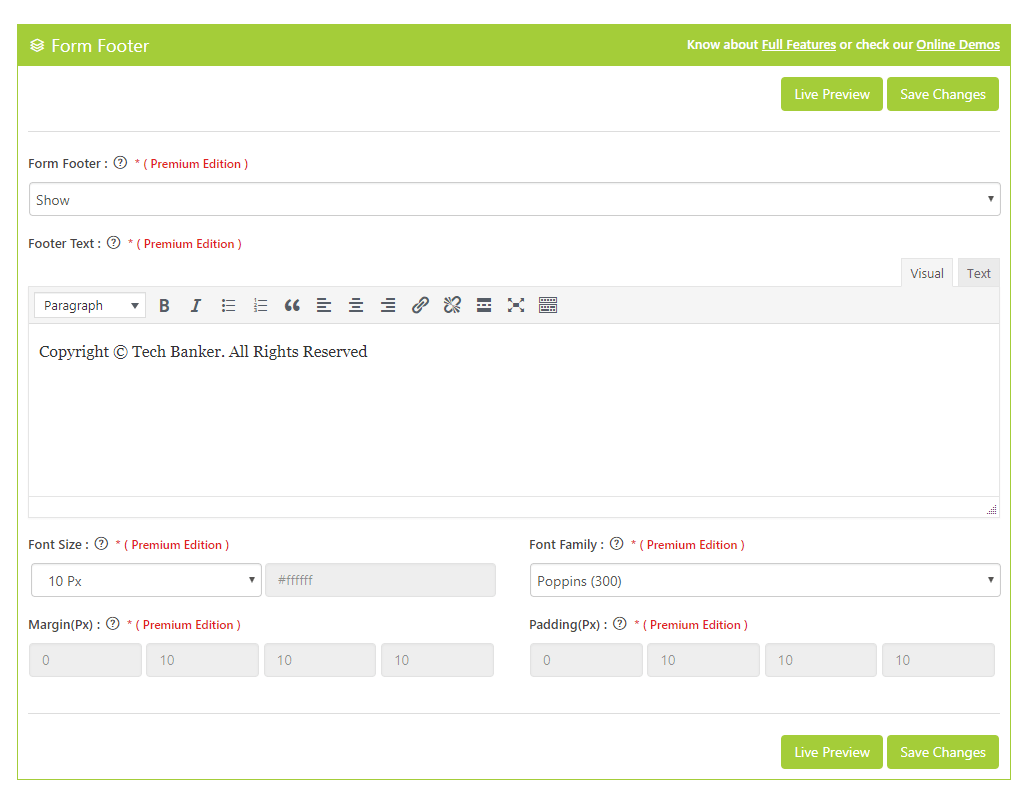 Form Footer
Know about Full Features or check our Online Demos
Live Preview Save Changes
Form Footer : ? * ( Premium Edition )
Show
Footer Text : ? * ( Premium Edition )
Visual Text
Paragraph B I
Copyright © Tech Banker. All Rights Reserved
Font Size : ? * ( Premium Edition ) Font Family : ? * ( Premium Edition )
10 Px #ffffff Poppins (300)
Margin(Px) : ? * ( Premium Edition ) Padding(Px) : ? * ( Premium Edition )
0 10 10 10 0 10 10 10
Live Preview Save Changes